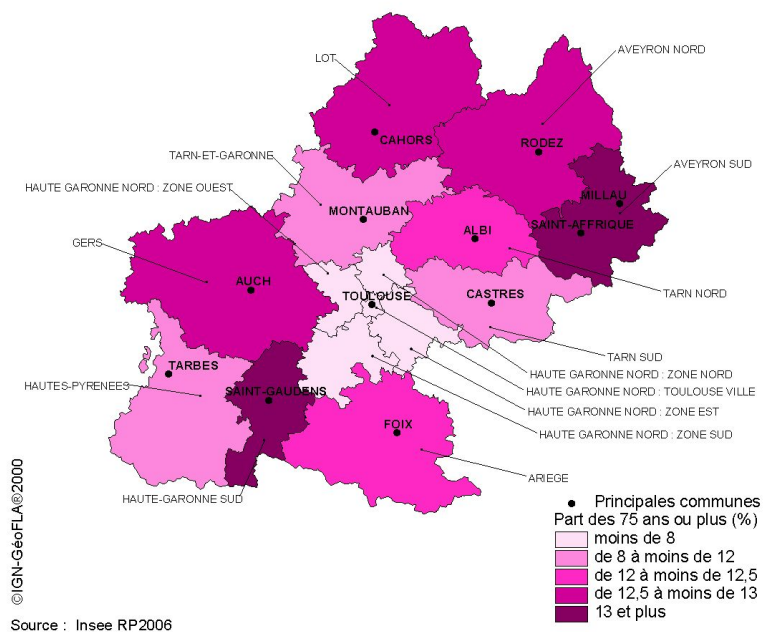 AVEYRON NORD
LOT
CAHORS
RODEZ
TARN-ET-GARONNE
AVEYRON SUD
HAUTE GARONNE NORD : ZONE OUEST
MILLAU
MONTAUBAN
SAINT-AFFRIQUE
ALBI
GERS
AUCH
TOULOUSE
CASTRES
TARN NORD
TARN SUD
TARBES
HAUTE GARONNE NORD : ZONE NORD
HAUTES-PYRENEES
SAINT-GAUDENS
HAUTE GARONNE NORD : TOULOUSE VILLE
HAUTE GARONNE NORD : ZONE EST
FOIX
HAUTE GARONNE NORD : ZONE SUD
ARIEGE
HAUTE-GARONNE SUD
©IGN-GéoFLA®2000
Principales communes
Part des 75 ans ou plus (%)
moins de 8
de 8 à moins de 12
de 12 à moins de 12,5
de 12,5 à moins de 13
13 et plus
Source : Insee RP2006